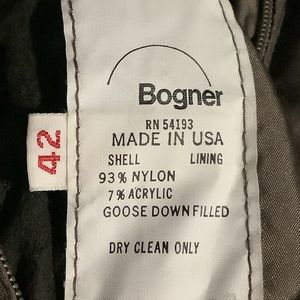 Bogner
RN 54193
MADE IN USA
SHELL LINING
93% NYLON
7% ACRYLIC
GOOSE DOWN FILLED
DRY CLEAN ONLY
42